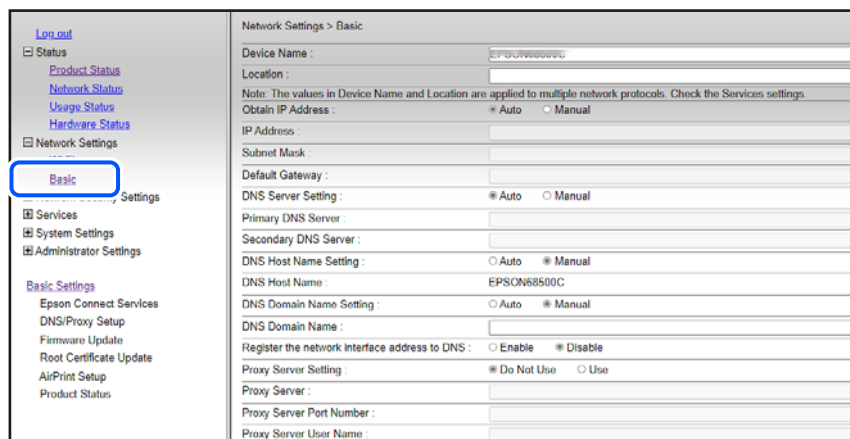 Log out
Status
Product Status
Network Status
Usage Status
Hardware Status
Network Settings
Basic
Settings
Services
System Settings
Administrator Settings
Basic Settings
Epson Connect Services
DNS/Proxy Setup
Firmware Update
Root Certificate Update
AirPrint Setup
Product Status
Network Settings > Basic
Device Name :
Location :
Note: The values in Device Name and Location are applied to multiple network protocols. Check the Services settings.
Obtain IP Address : Auto Manual
IP Address :
Subnet Mask :
Default Gateway :
DNS Server Setting : Auto Manual
Primary DNS Server :
Secondary DNS Server :
DNS Host Name Setting : Auto Manual
DNS Host Name : EPSON68500C
DNS Domain Name Setting : Auto Manual
DNS Domain Name :
Register the network interface address to DNS : Enable Disable
Proxy Server Setting : Do Not Use Use
Proxy Server :
Proxy Server Port Number :
Proxy Server User Name :